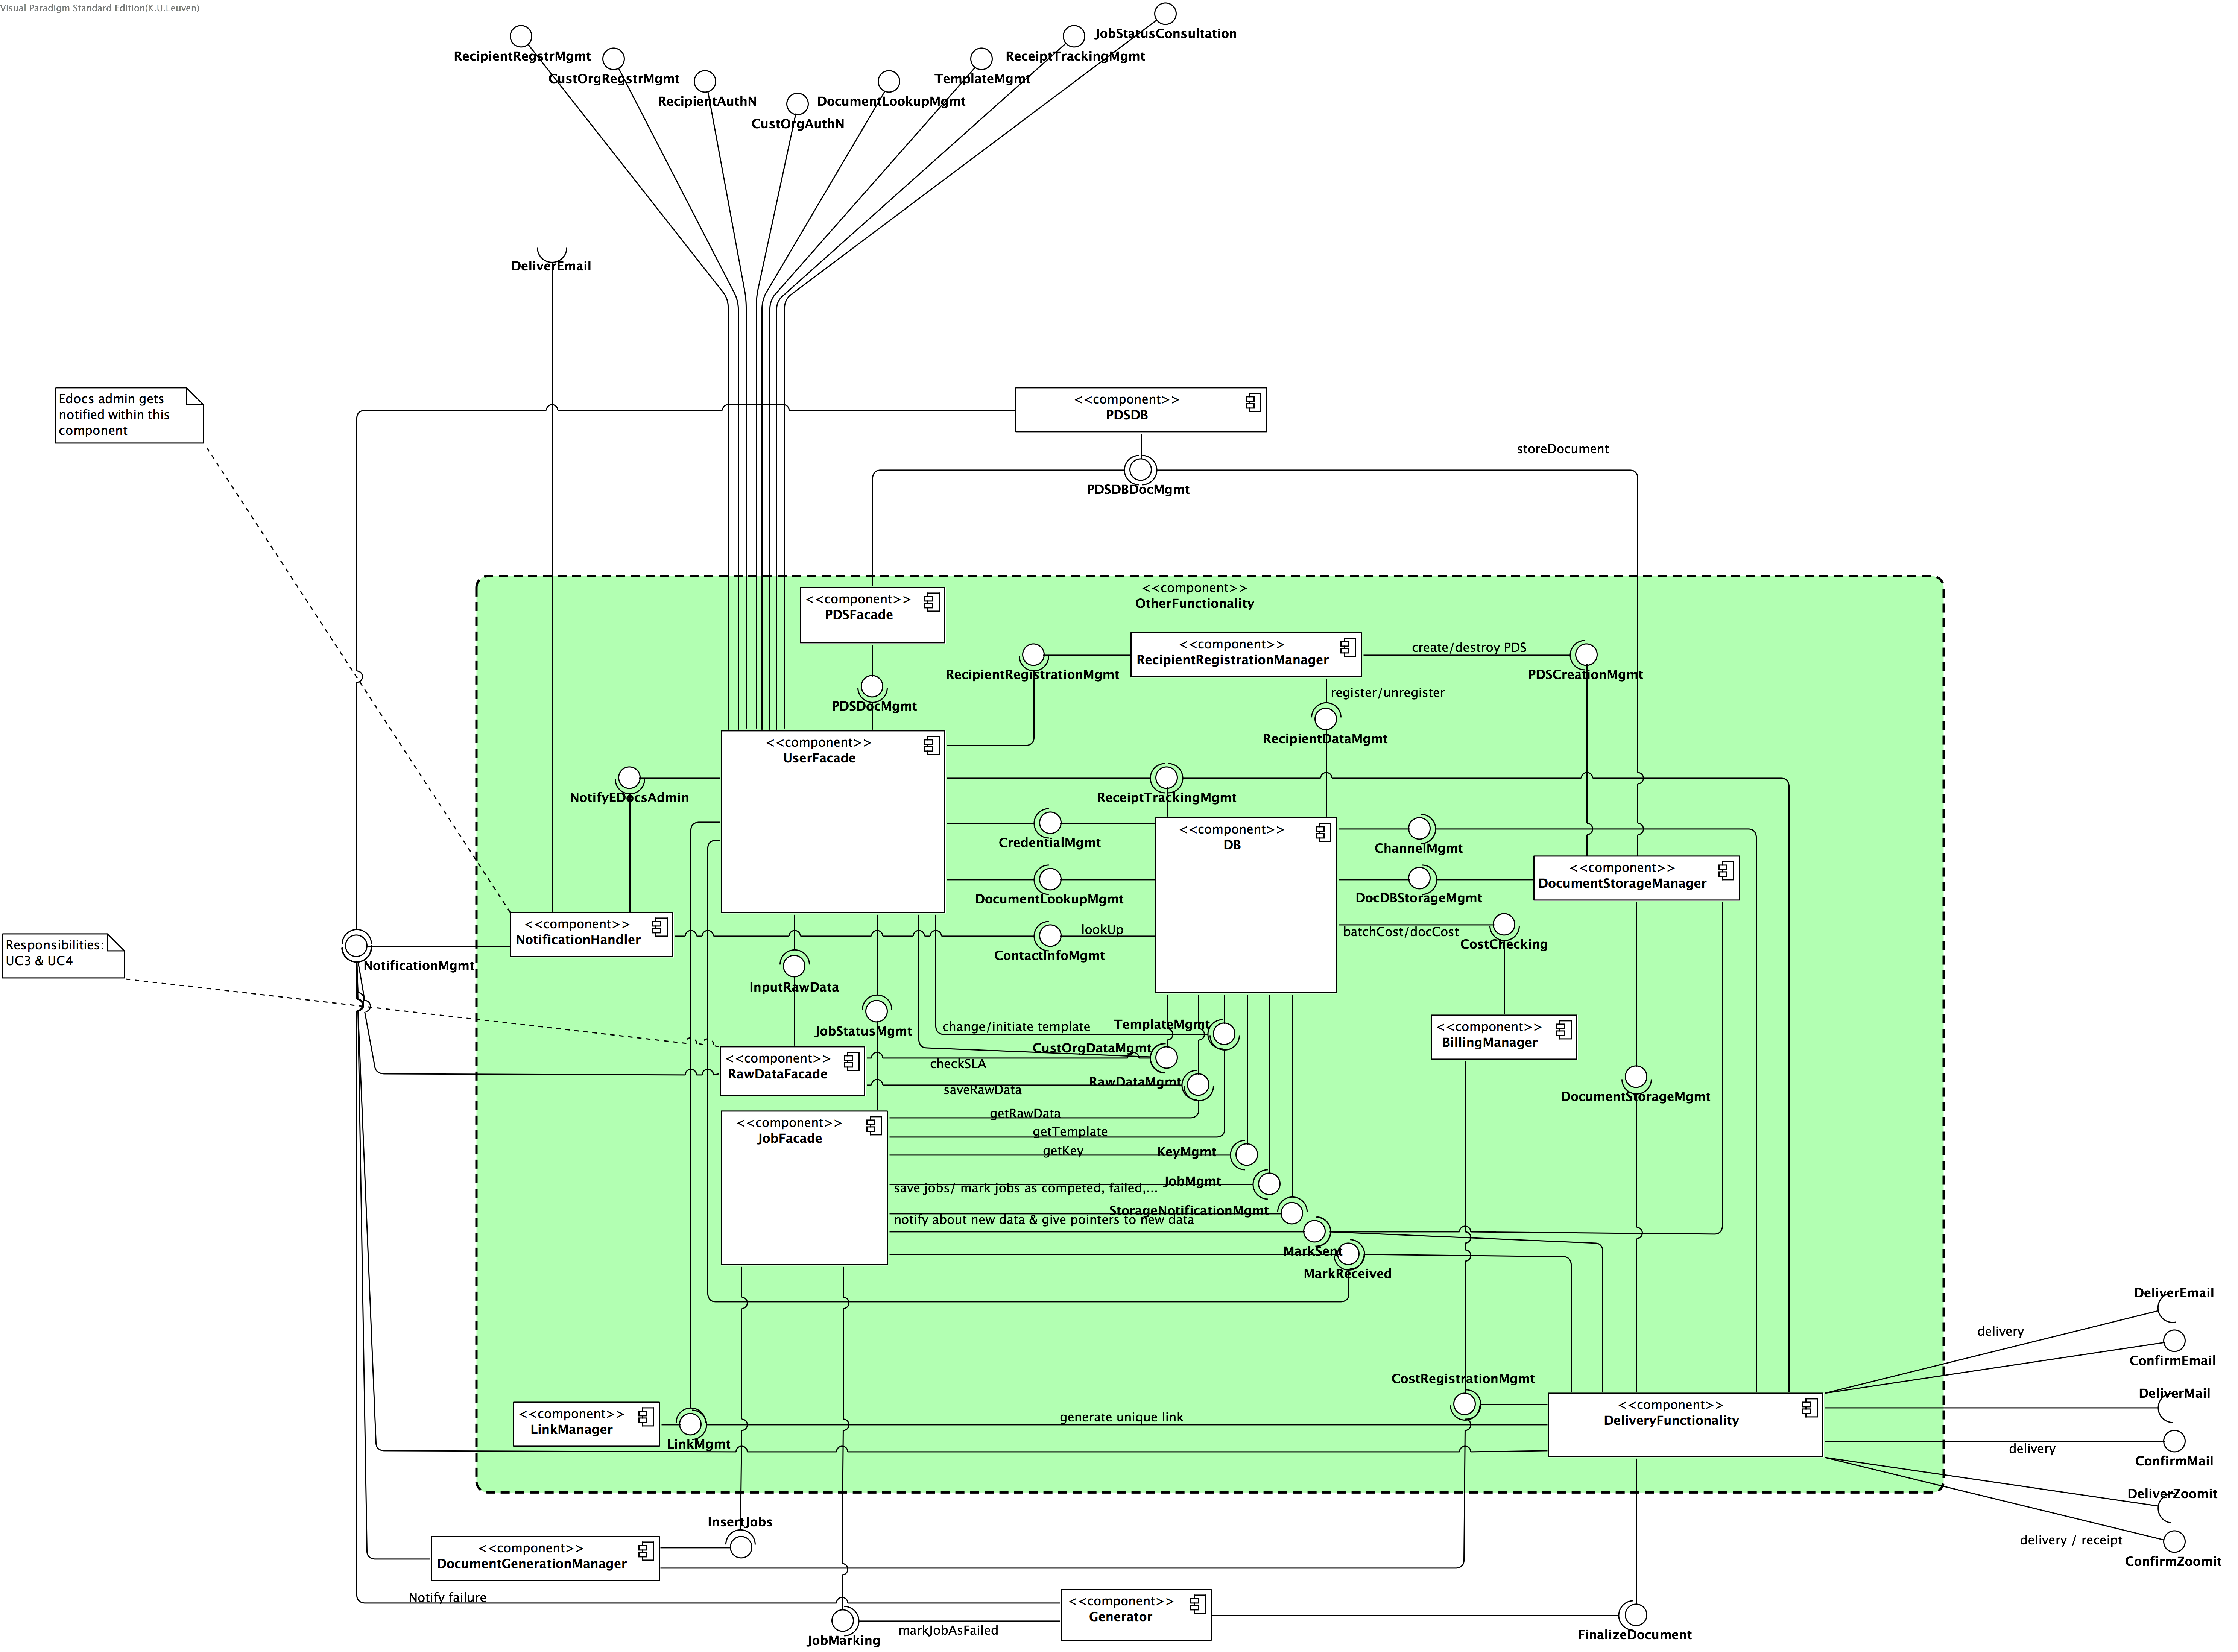 Visual Paradigm Standard Edition(K.U.Leuven)
JobStatusConsultation
RecipientRegstrMgmt
ReceiptTrackingMgmt
CustOrgRegstrMgmt
TemplateMgmt
RecipientAuthN
DocumentLookupMgmt
CustOrgAuthN
DeliverEmail
Edocs admin gets
notified within this
component
<<component>>
PDSDB
storeDocument
PDSDBDocMgmt
<<component>>
OtherFunctionality
<<component>>
PDSFacade
<<component>>
RecipientRegistrationManager
create/destroy PDS
RecipientRegistrationMgmt
PDSCreationMgmt
register/unregister
PDSDocMgmt
RecipientDataMgmt
<<component>>
UserFacade
NotifyEDocsAdmin
ReceiptTrackingMgmt
<<component>>
DB
CredentialMgmt
ChannelMgmt
<<component>>
DocumentStorageManager
DocumentLookupMgmt
DocDBStorageMgmt
<<component>>
NotificationHandler
lookUp
batchCost/docCost
CostChecking
ContactInfoMgmt
Responsibilities:
UC3 & UC4
NotificationMgmt
InputRawData
JobStatusMgmt
change/initiate template
TemplateMgmt
<<component>>
BillingManager
CustOrgDataMgmt
<<component>>
RawDataFacade
checkSLA
RawDataMgmt
saveRawData
DocumentStorageMgmt
getRawData
<<component>>
JobFacade
getTemplate
getKey
KeyMgmt
JobMgmt
save jobs/ mark jobs as competed, failed,...
StorageNotificationMgmt
notify about new data & give pointers to new data
MarkSent
MarkReceived
DeliverEmail
delivery
ConfirmEmail
CostRegistrationMgmt
DeliverMail
<<component>>
DeliveryFunctionality
<<component>>
LinkManager
generate unique link
LinkMgmt
delivery
ConfirmMail
DeliverZoomit
InsertJobs
delivery / receipt
ConfirmZoomit
<<component>>
DocumentGenerationManager
Notify failure
<<component>>
Generator
markJobAsFailed
JobMarking
FinalizeDocument